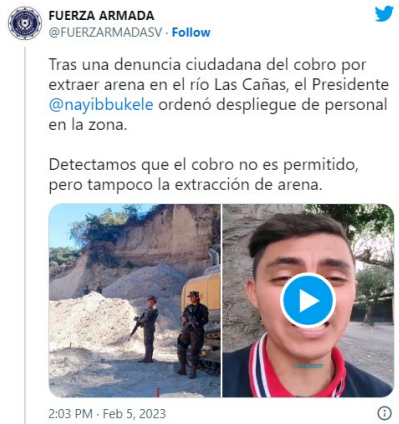 FUERZA ARMADA
@FUERZARMADASV · Follow
Tras una denuncia ciudadana del cobro por
extraer arena en el río Las Cañas, el Presidente
@nayibbukele ordenó despliegue de personal
en la zona.
Detectamos que el cobro no es permitido,
pero tampoco la extracción de arena.
2:03 PM · Feb 5, 2023